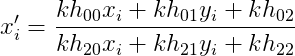 x'_i = \frac{kh_{00}x_i + kh_{01}y_i + kh_{02}}{kh_{20}x_i + kh_{21}y_i + kh_{22}}